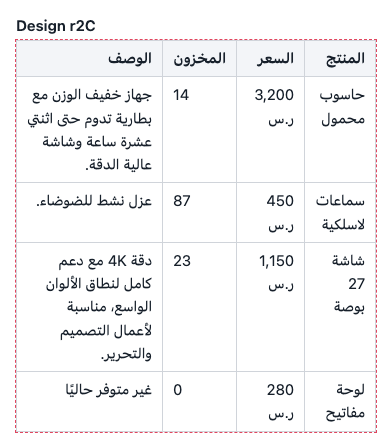 Design r2C
المنتج السعر المخزون الوصف
حاسوب محمول 3,200 ر.س 14 جهاز خفيف الوزن مع بطارية تدوم حتى اثنتي عشرة ساعة وشاشة عالية الدقة.
سماعات لاسلكية 450 ر.س 87 عزل نشط للضوضاء.
شاشة 27 بوصة 1,150 ر.س 23 دقة 4K مع دعم كامل لنطاق الألوان الواسع، مناسبة لأعمال التصميم والتحرير.
لوحة مفاتيح 280 ر.س 0 غير متوفر حاليًا